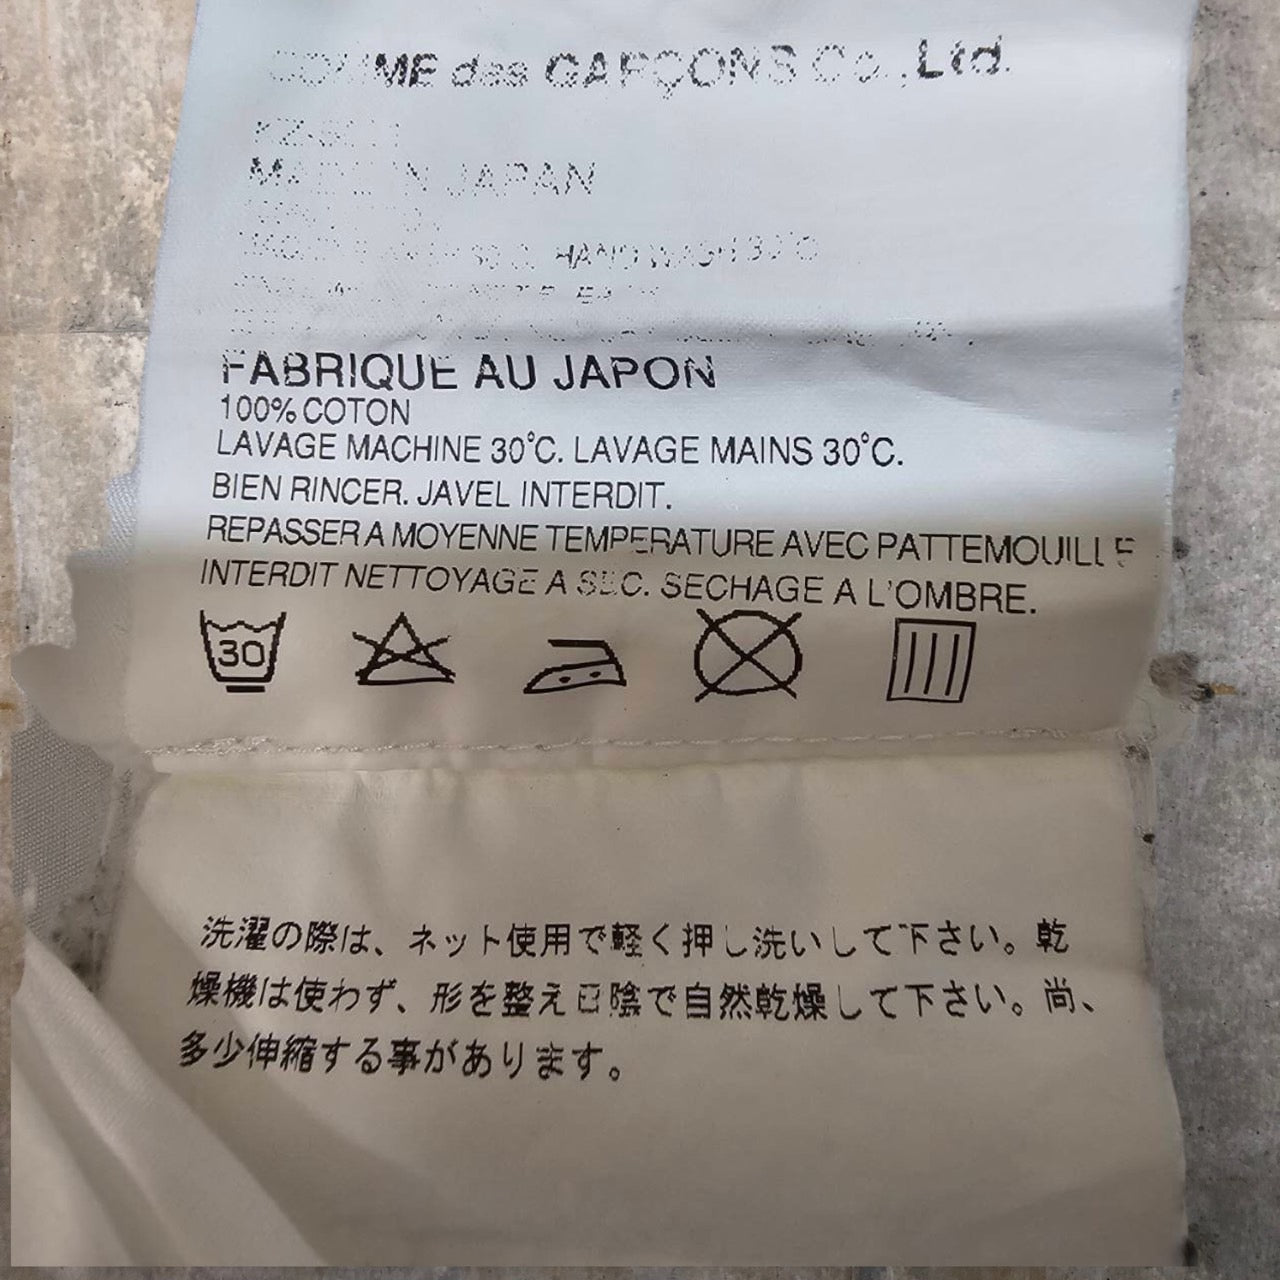 COMME des GARÇONS Co.,Ltd.
MADE IN JAPAN
HAND WASH 30°C
FABRIQUE AU JAPON
100% COTON
LAVAGE MACHINE 30°C. LAVAGE MAINS 30°C.
BIEN RINCER. JAVEL INTERDIT.
REPASSER A MOYENNE TEMPERATURE AVEC PATTEMOUILLE
INTERDIT NETTOYAGE A SEC. SECHAGE A L'OMBRE.
30
洗濯の際は、ネット使用で軽く押し洗いして下さい。乾
燥機は使わず、形を整え日陰で自然乾燥して下さい。尚、
多少伸縮する事があります。